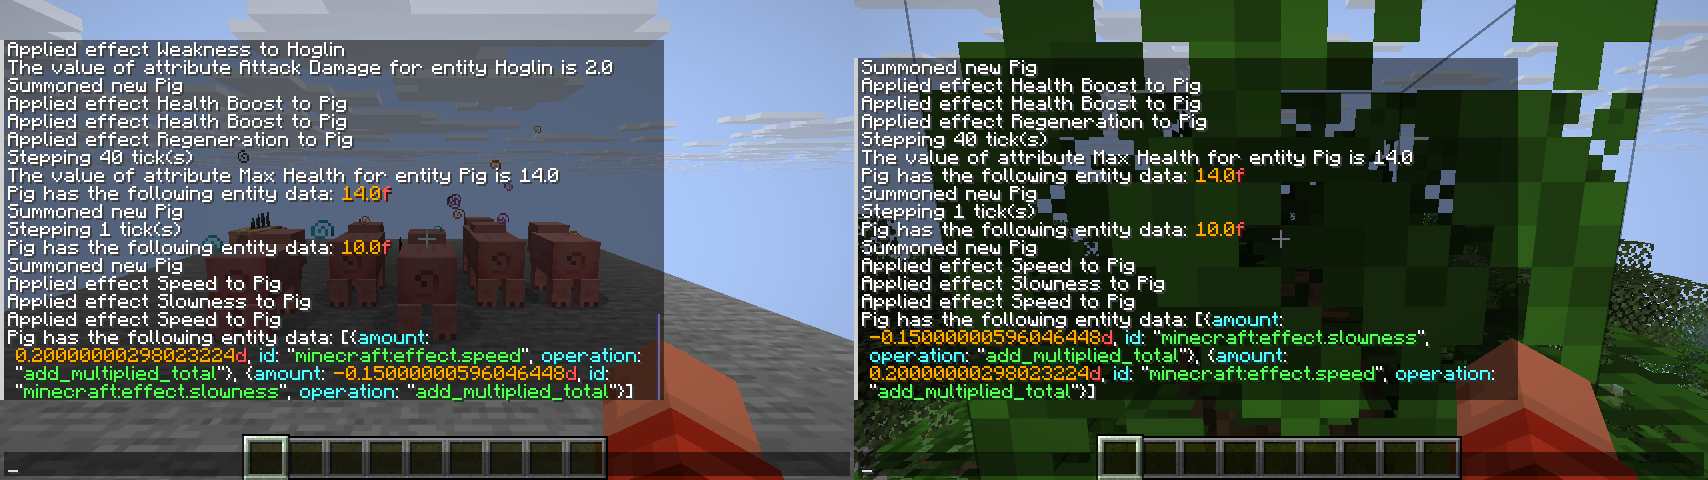 Applied effect Weakness to Hoglin
The value of attribute Attack Damage for entity Hoglin is 2.0
Summoned new Pig
Applied effect Health Boost to Pig
Applied effect Health Boost to Pig
Applied effect Regeneration to Pig
Stepping 40 tick(s)
The value of attribute Max Health for entity Pig is 14.0
Pig has the following entity data: 14.0f
Summoned new Pig
Stepping 1 tick(s)
Pig has the following entity data: 10.0f
Summoned new Pig
Applied effect Speed to Pig
Applied effect Slowness to Pig
Applied effect Speed to Pig
Pig has the following entity data: [{amount:
0.20000000298023224d, id: "minecraft:effect.speed", operation:
"add_multiplied_total"}, {amount: -0.15000000596046448d, id:
"minecraft:effect.slowness", operation: "add_multiplied_total"}]
_
Summoned new Pig
Applied effect Health Boost to Pig
Applied effect Health Boost to Pig
Applied effect Regeneration to Pig
Stepping 40 tick(s)
The value of attribute Max Health for entity Pig is 14.0
Pig has the following entity data: 14.0f
Summoned new Pig
Stepping 1 tick(s)
Pig has the following entity data: 10.0f
Summoned new Pig
Applied effect Speed to Pig
Applied effect Slowness to Pig
Applied effect Speed to Pig
Pig has the following entity data: [{amount:
-0.15000000596046448d, id: "minecraft:effect.slowness",
operation: "add_multiplied_total"}, {amount:
0.20000000298023224d, id: "minecraft:effect.speed", operation:
"add_multiplied_total"}]
_